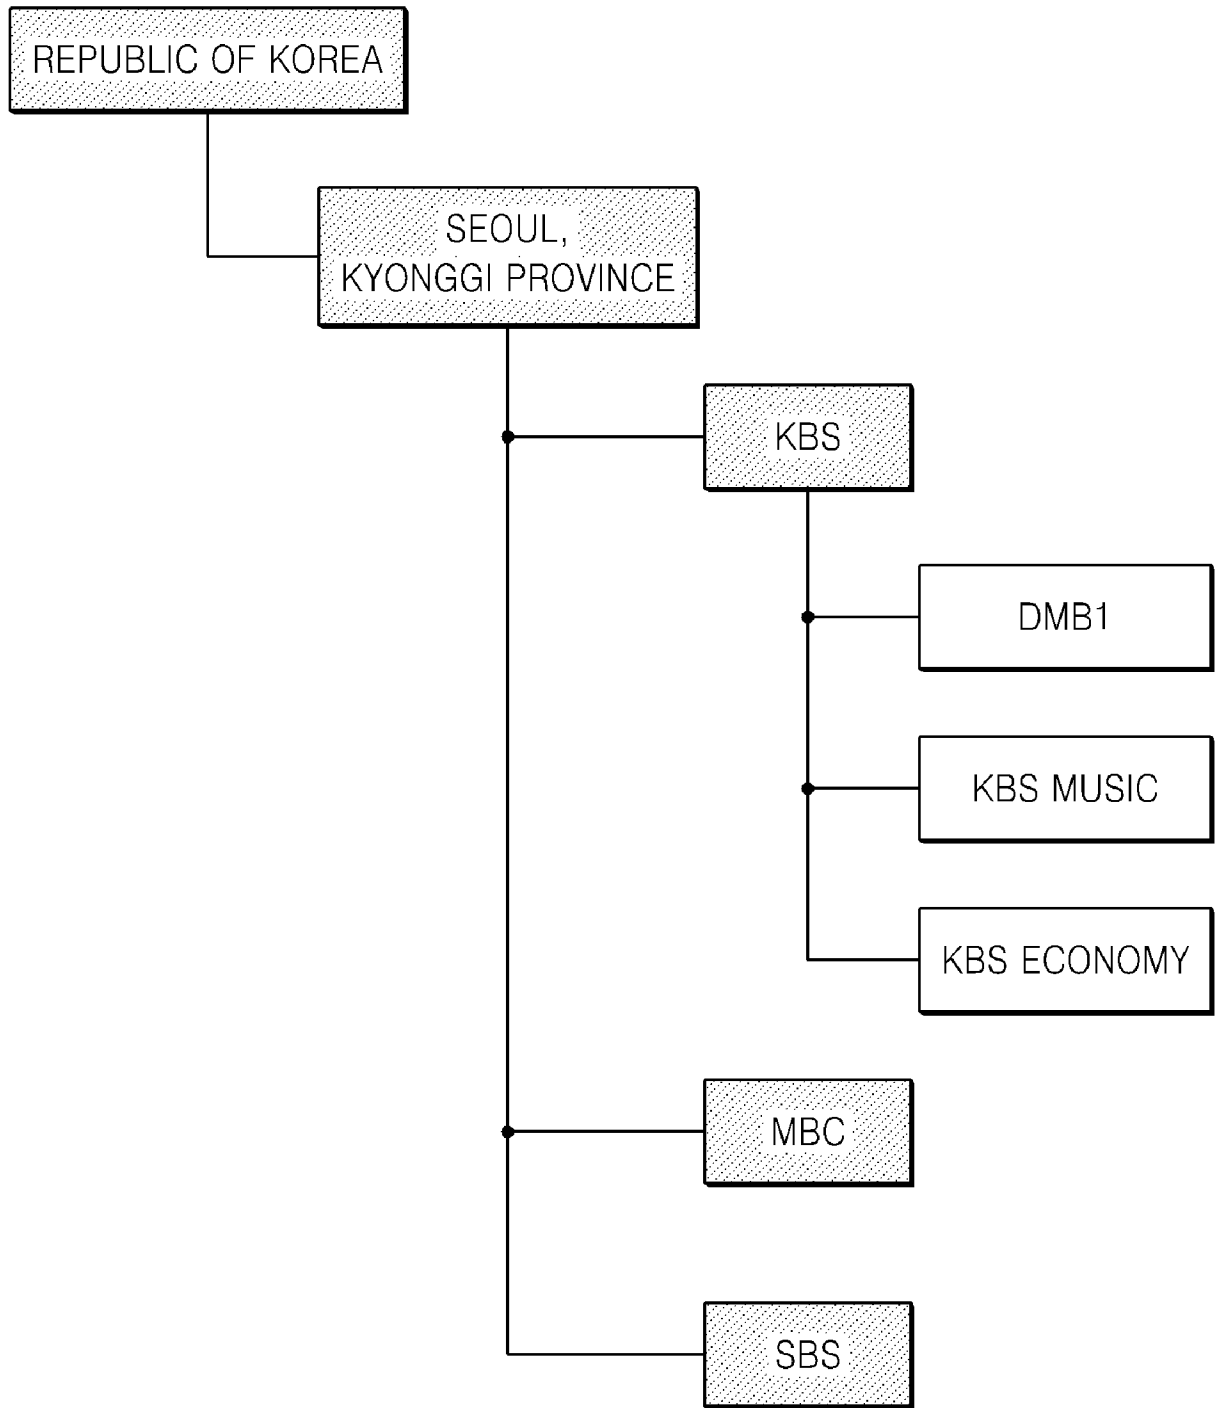 REPUBLIC OF KOREA
SEOUL,
KYONGGI PROVINCE
KBS
DMB1
KBS MUSIC
KBS ECONOMY
MBC
SBS